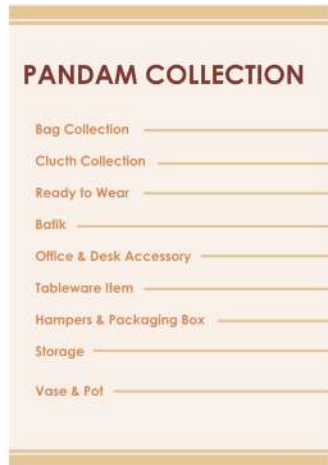 PANDAM COLLECTION
Bag Collection
Clucth Collection
Ready to Wear
Batik
Office & Desk Accessory
Tableware Item
Hampers & Packaging Box
Storage
Vase & Pot